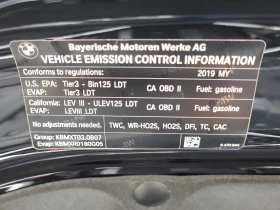 Bayerische Motoren Werke AG
VEHICLE EMISSION CONTROL INFORMATION
Conforms to regulations: 2019 MY
U.S. EPA: Tier3 - Bin125 LDT CA OBD II Fuel: gasoline
EVAP: Tier3 LDT
California: LEV III - ULEV125 LDT CA OBD II Fuel: gasoline
EVAP: LEVIII LDT
No adjustments needed. TWC, WR-HO2S, HO2S, DFI, TC, CAC
Group: KBMXT03.0B07
Evap: KBMXR0180G05